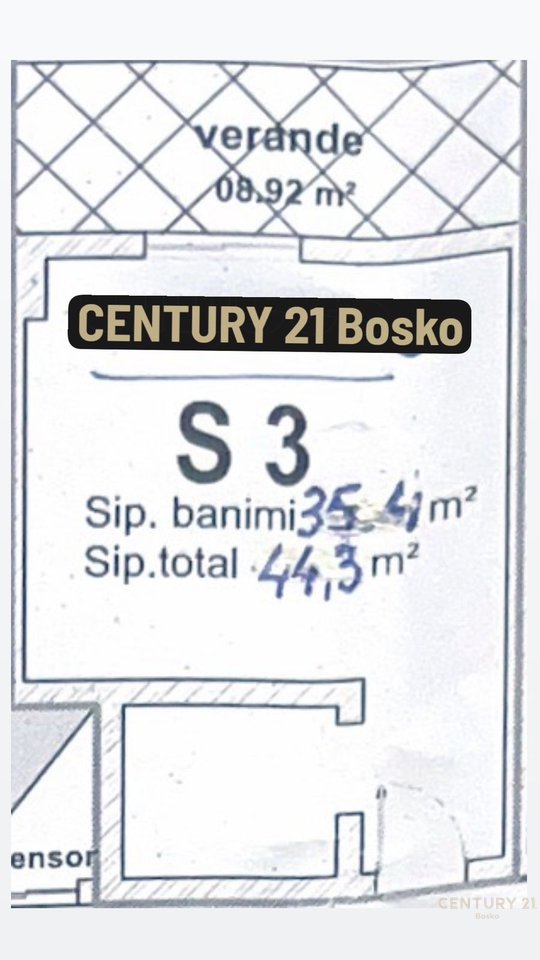 verande
08.92 m²
CENTURY 21 Bosko
S 3
Sip. banimi 35.4 m²
Sip.total 44,3 m²
ensor
CENTURY 21
Bosko